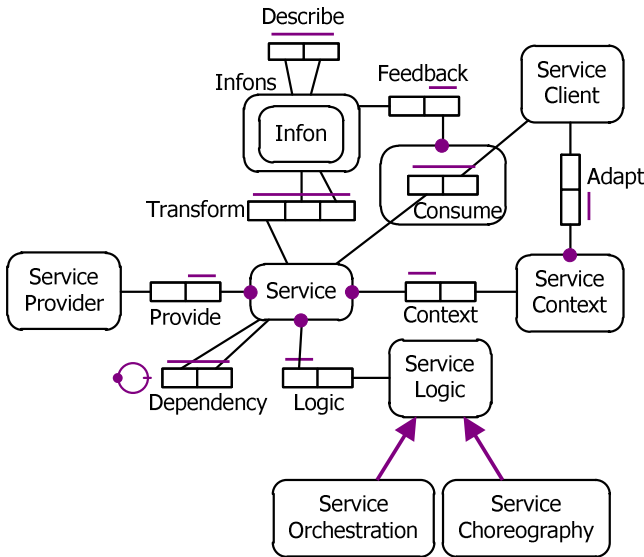 Describe
Infons
Feedback
Service
Client
Infon
Adapt
Transform
Consume
Service
Provider
Service
Service
Context
Provide
Context
Service
Logic
Dependency
Logic
Service
Orchestration
Service
Choreography